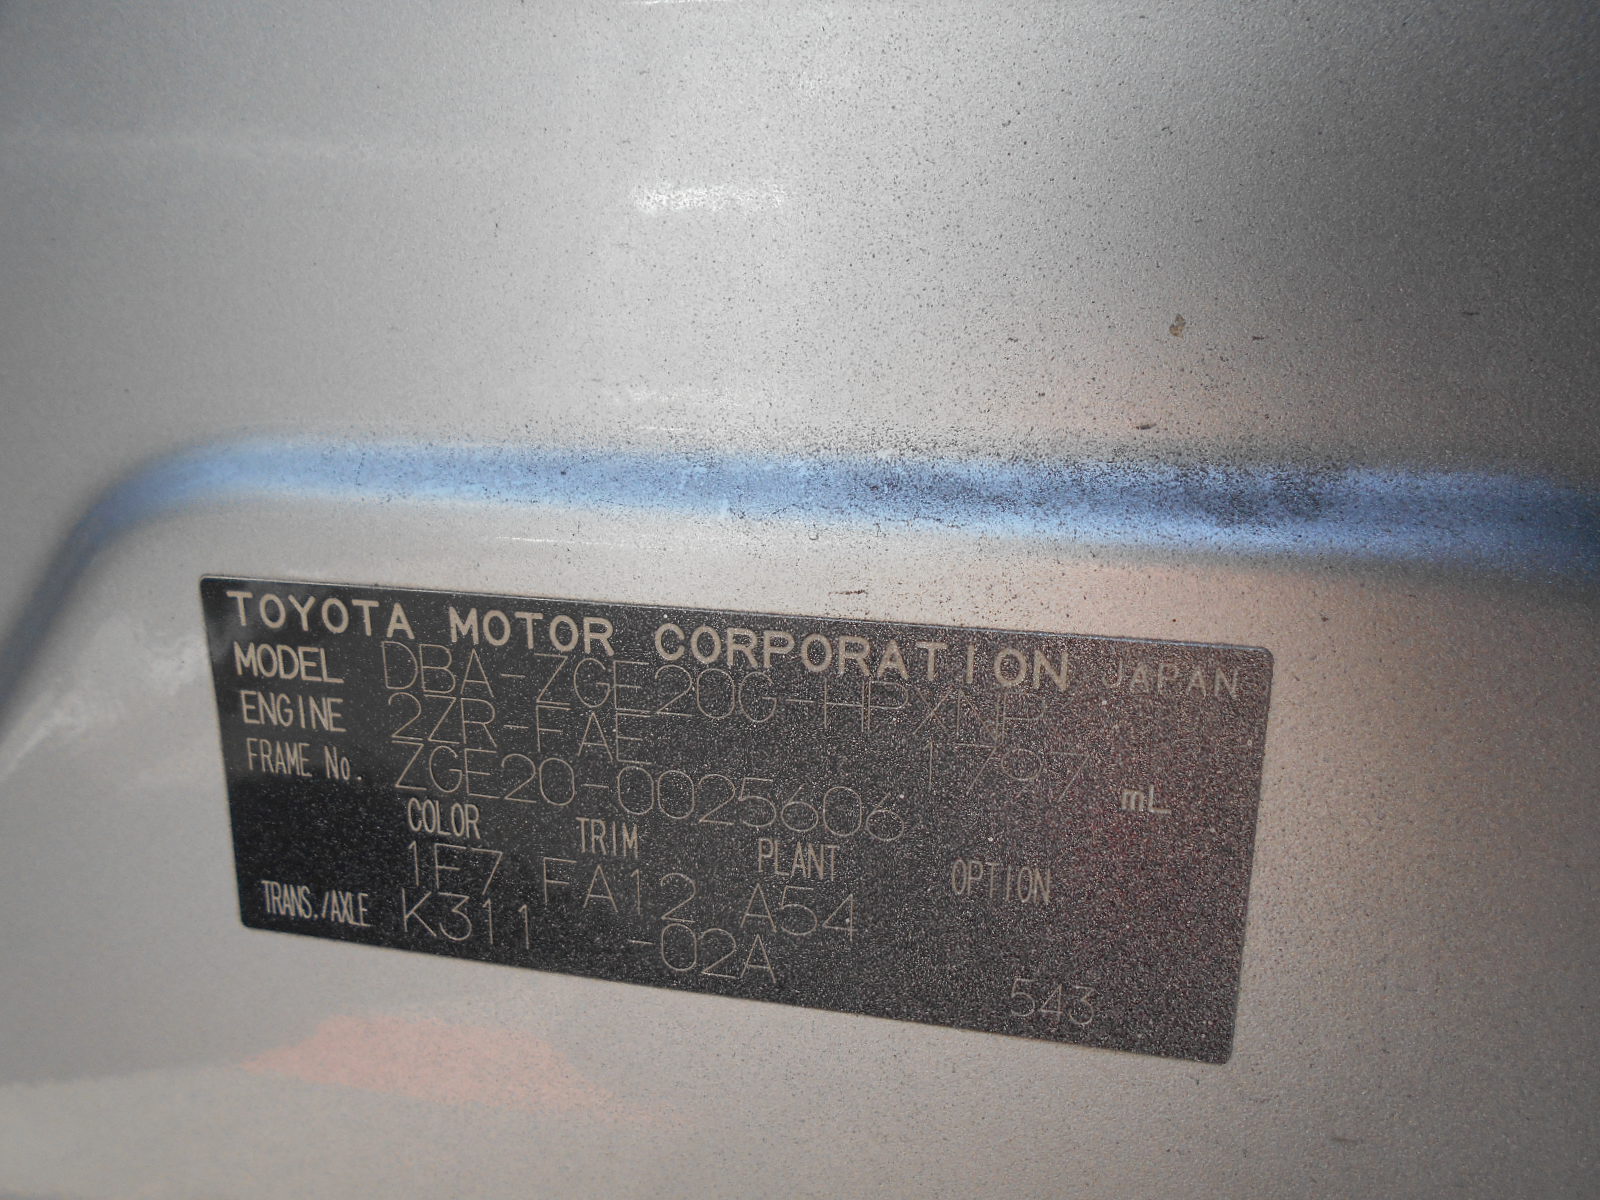 TOYOTA MOTOR CORPORATION JAPAN
MODEL DBA-ZGE20G-HPXNP
ENGINE 2ZR-FAE 1797 mL
FRAME No. ZGE20-0025606
COLOR TRIM PLANT OPTION
1F7 FA12 A54
TRANS./AXLE K311 -02A
543